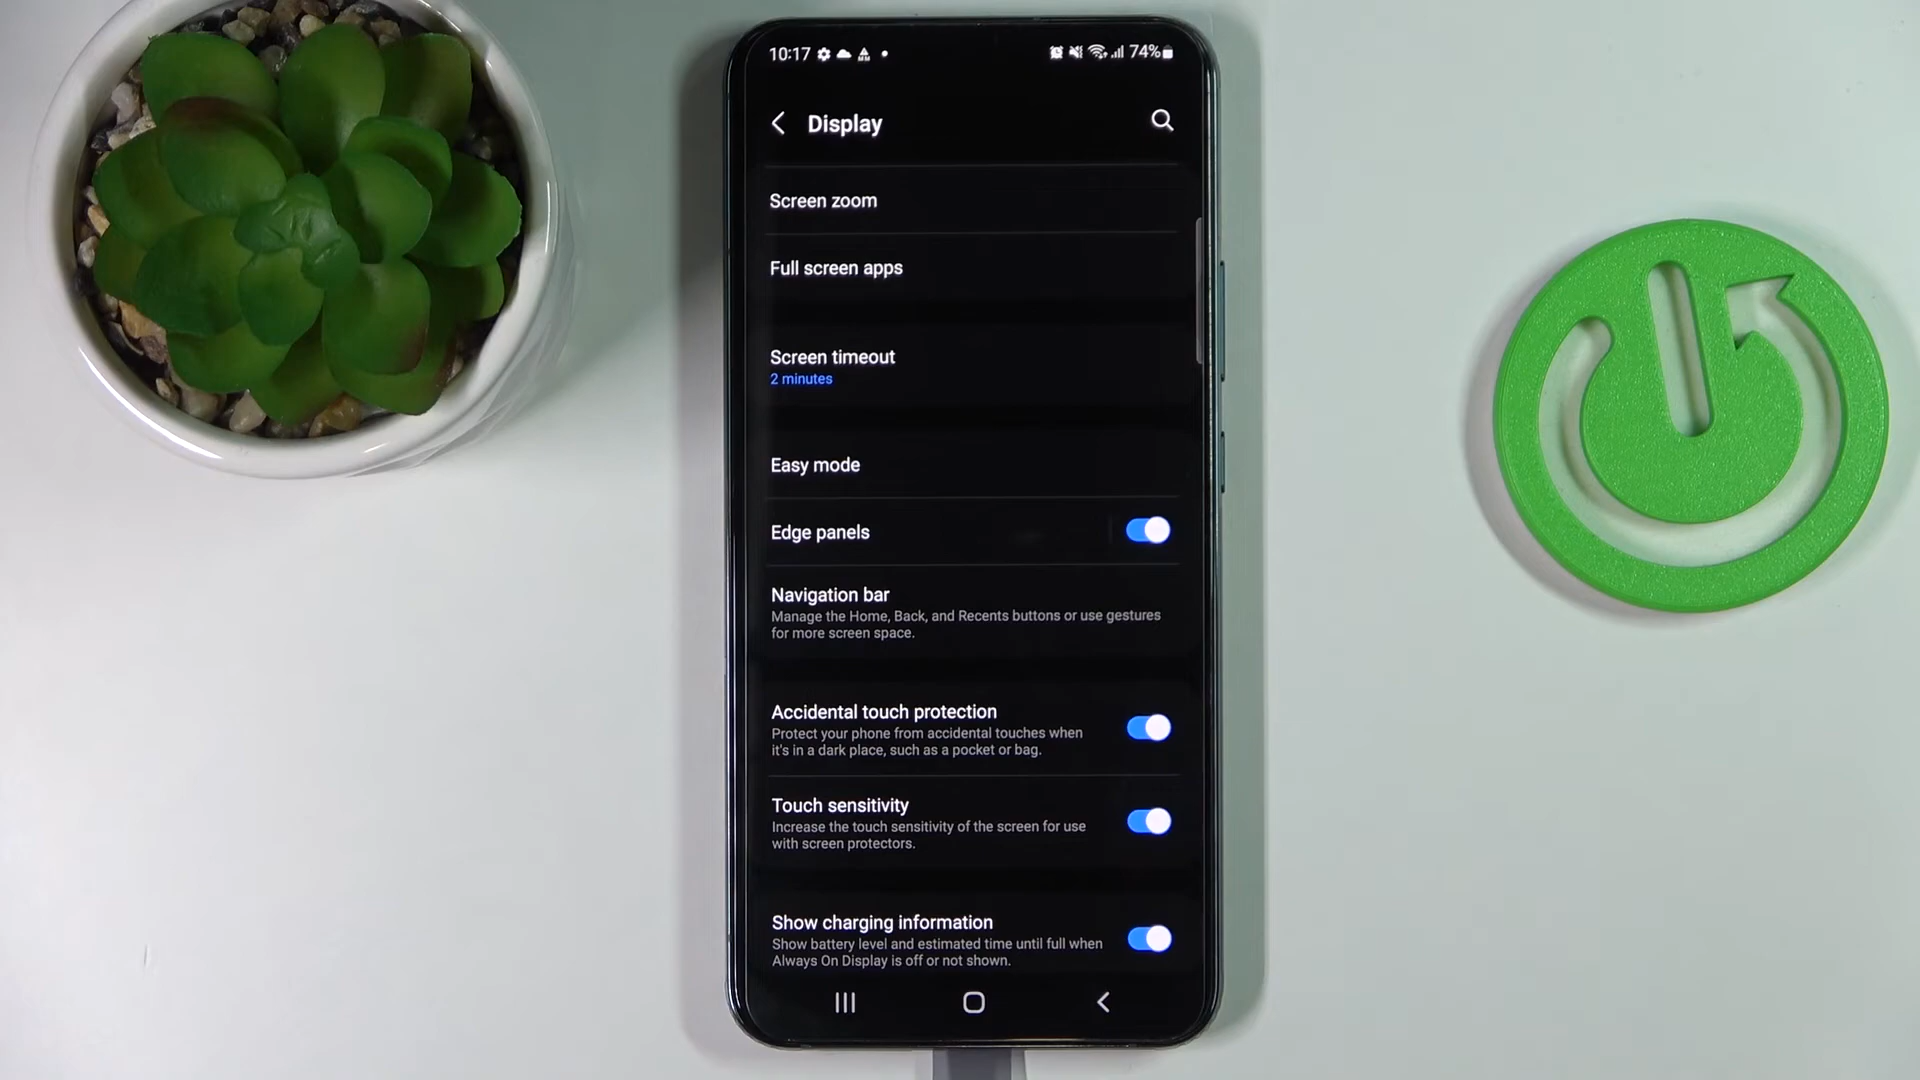 10:17
74%
Display
Screen zoom
Full screen apps
Screen timeout
2 minutes
Easy mode
Edge panels
Navigation bar
Manage the Home, Back, and Recents buttons or use gestures
for more screen space.
Accidental touch protection
Protect your phone from accidental touches when
it's in a dark place, such as a pocket or bag.
Touch sensitivity
Increase the touch sensitivity of the screen for use
with screen protectors.
Show charging information
Show battery level and estimated time until full when
Always On Display is off or not shown.